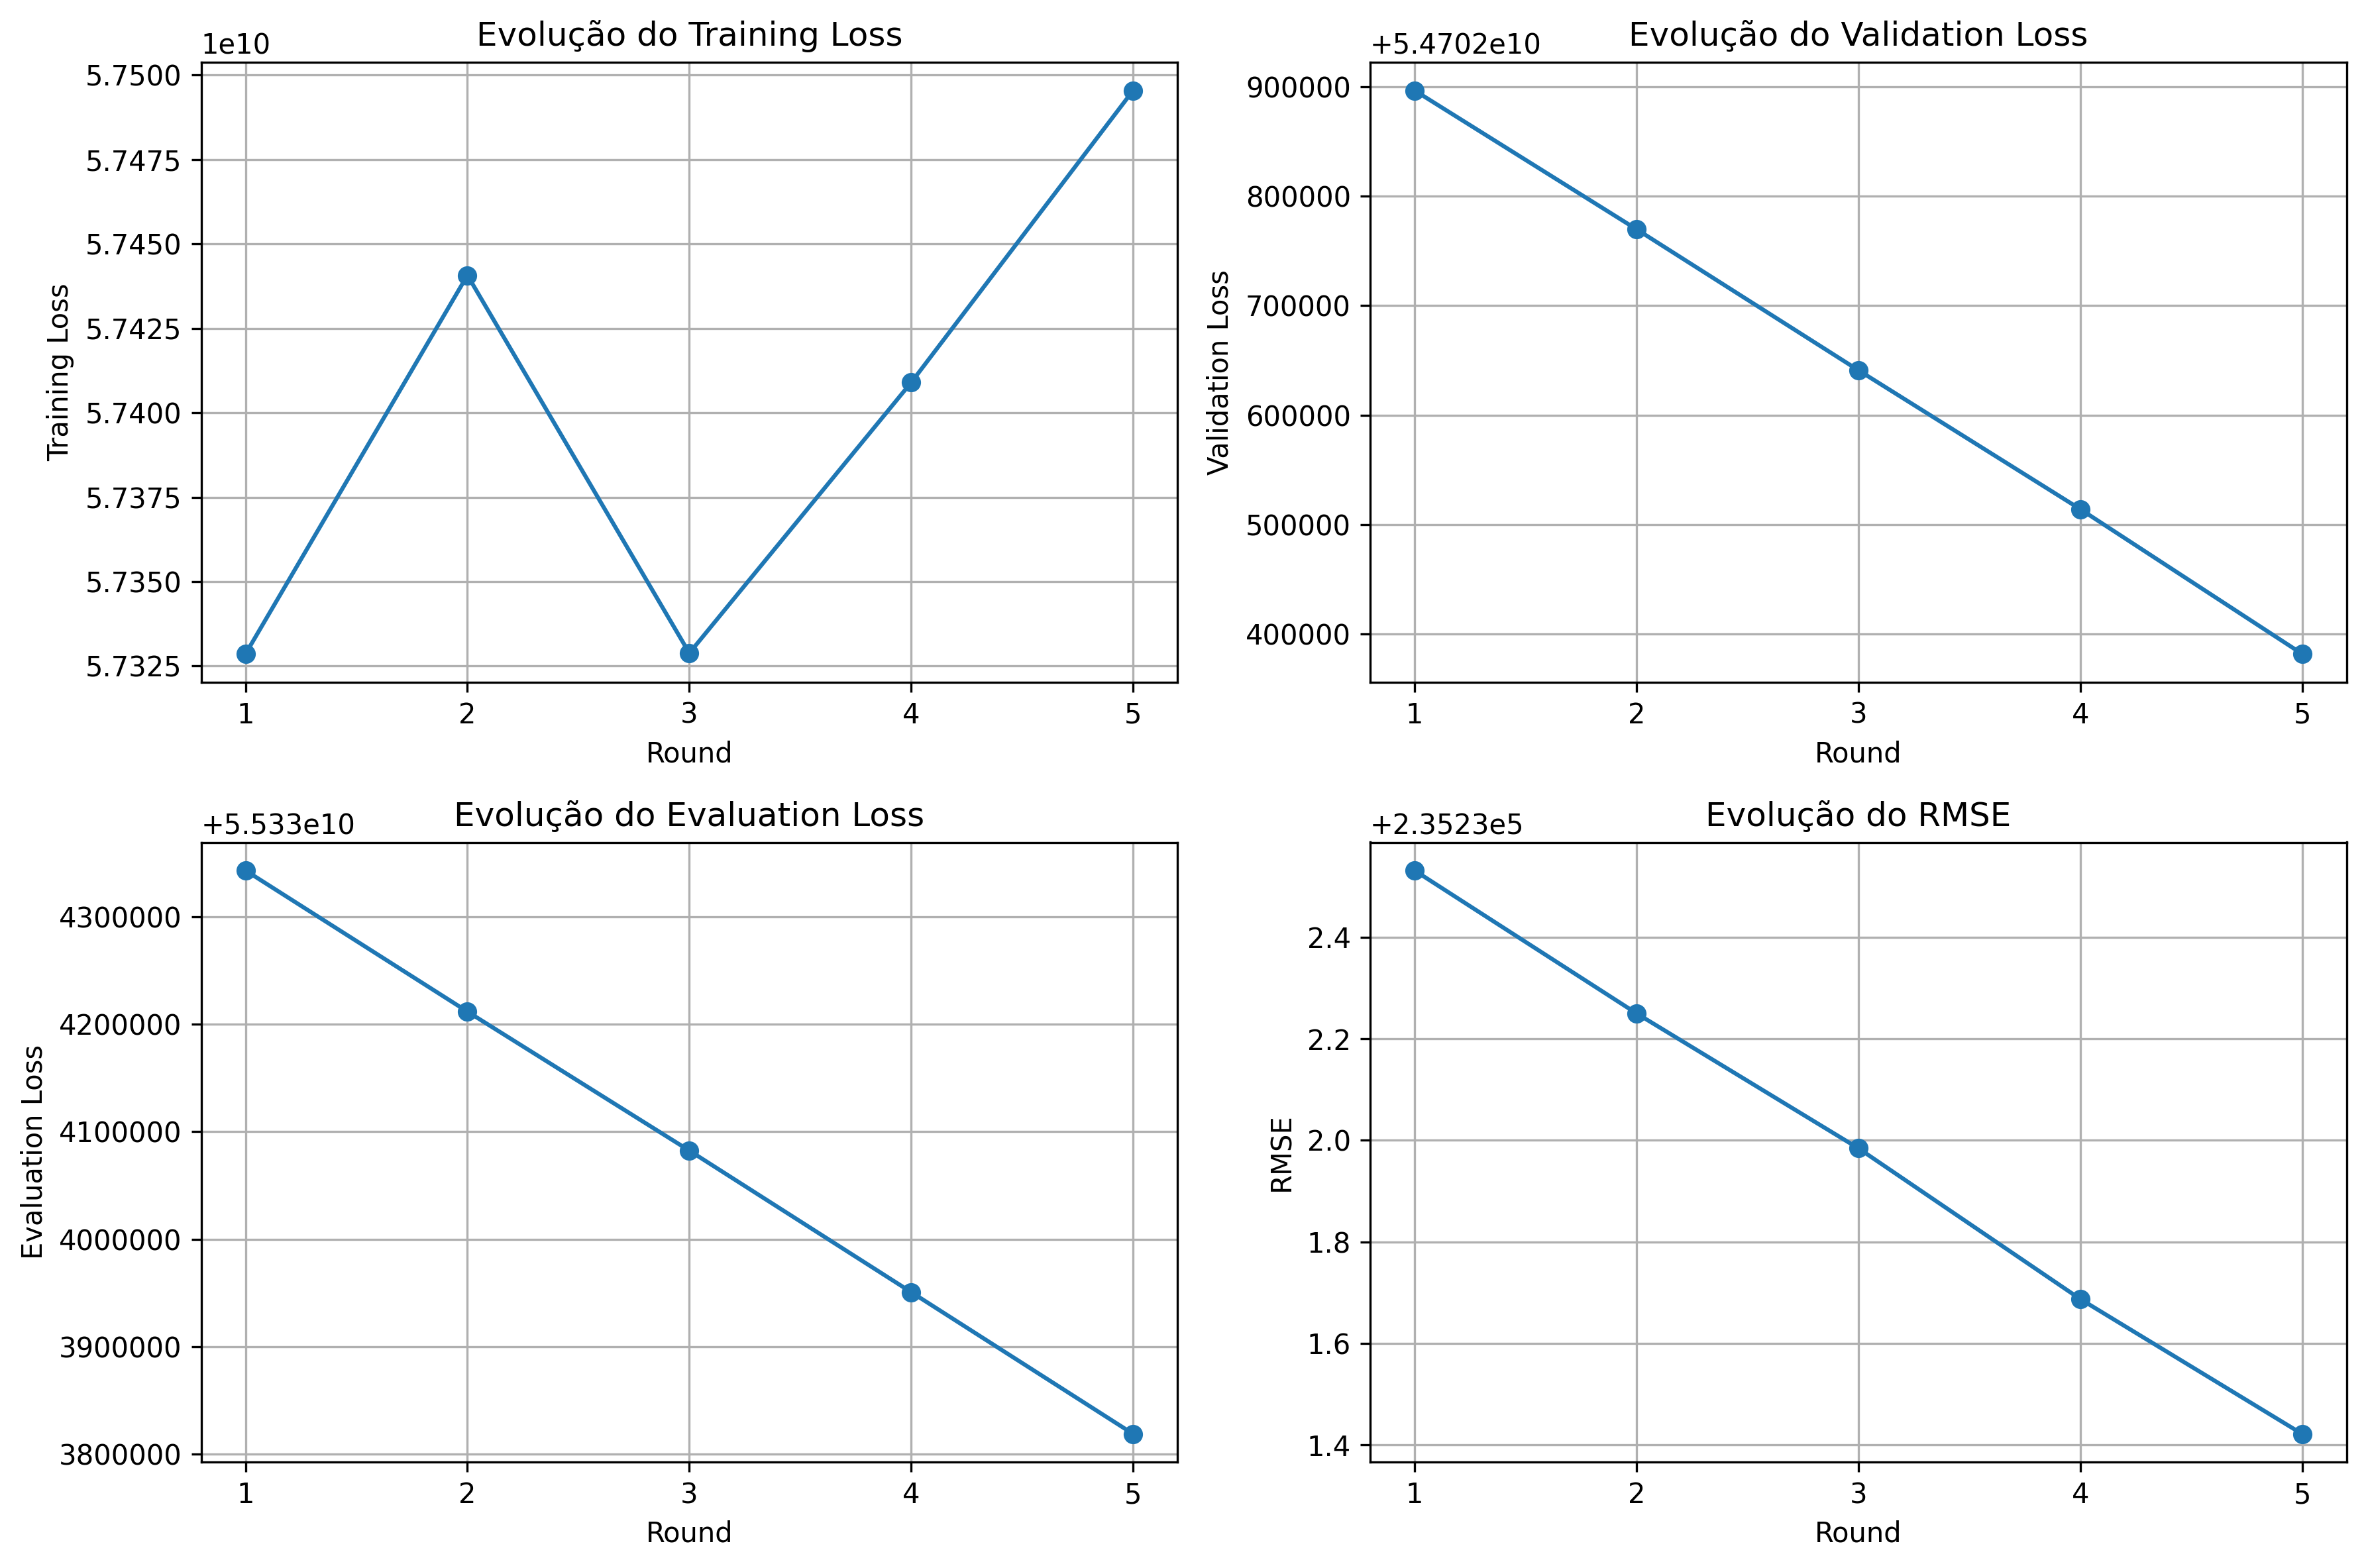 Evolução do Training Loss
1e10
5.7500
5.7475
5.7450
5.7425
5.7400
5.7375
5.7350
5.7325
Training Loss
1 2 3 4 5
Round
Evolução do Validation Loss
+5.4702e10
900000
800000
700000
600000
500000
400000
Validation Loss
1 2 3 4 5
Round
Evolução do Evaluation Loss
+5.533e10
4300000
4200000
4100000
4000000
3900000
3800000
Evaluation Loss
1 2 3 4 5
Round
Evolução do RMSE
+2.3523e5
2.4
2.2
2.0
1.8
1.6
1.4
RMSE
1 2 3 4 5
Round